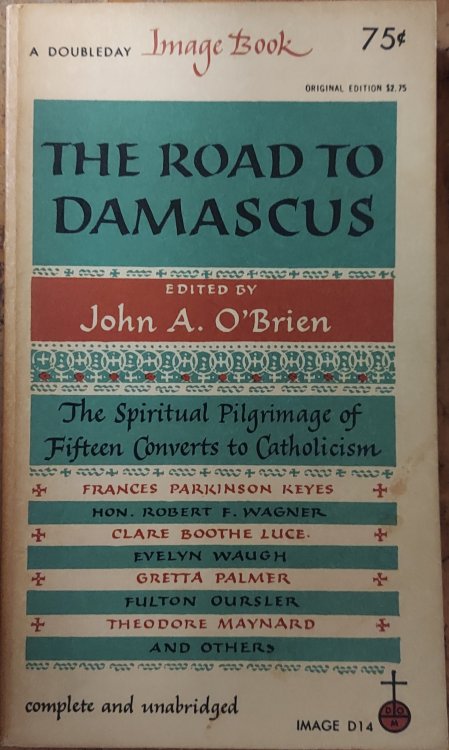 A DOUBLEDAY Image Book 75¢
ORIGINAL EDITION $2.75
THE ROAD TO
DAMASCUS
EDITED BY
John A. O'Brien
The Spiritual Pilgrimage of
Fifteen Converts to Catholicism
FRANCES PARKINSON KEYES
HON. ROBERT F. WAGNER
CLARE BOOTHE LUCE
EVELYN WAUGH
GRETTA PALMER
FULTON OURSLER
THEODORE MAYNARD
AND OTHERS
complete and unabridged
IMAGE D14
D O
M